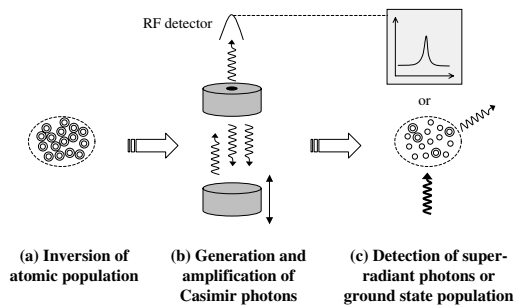 RF detector
or
(a) Inversion of
atomic population
(b) Generation and
amplification of
Casimir photons
(c) Detection of super-
radiant photons or
ground state population